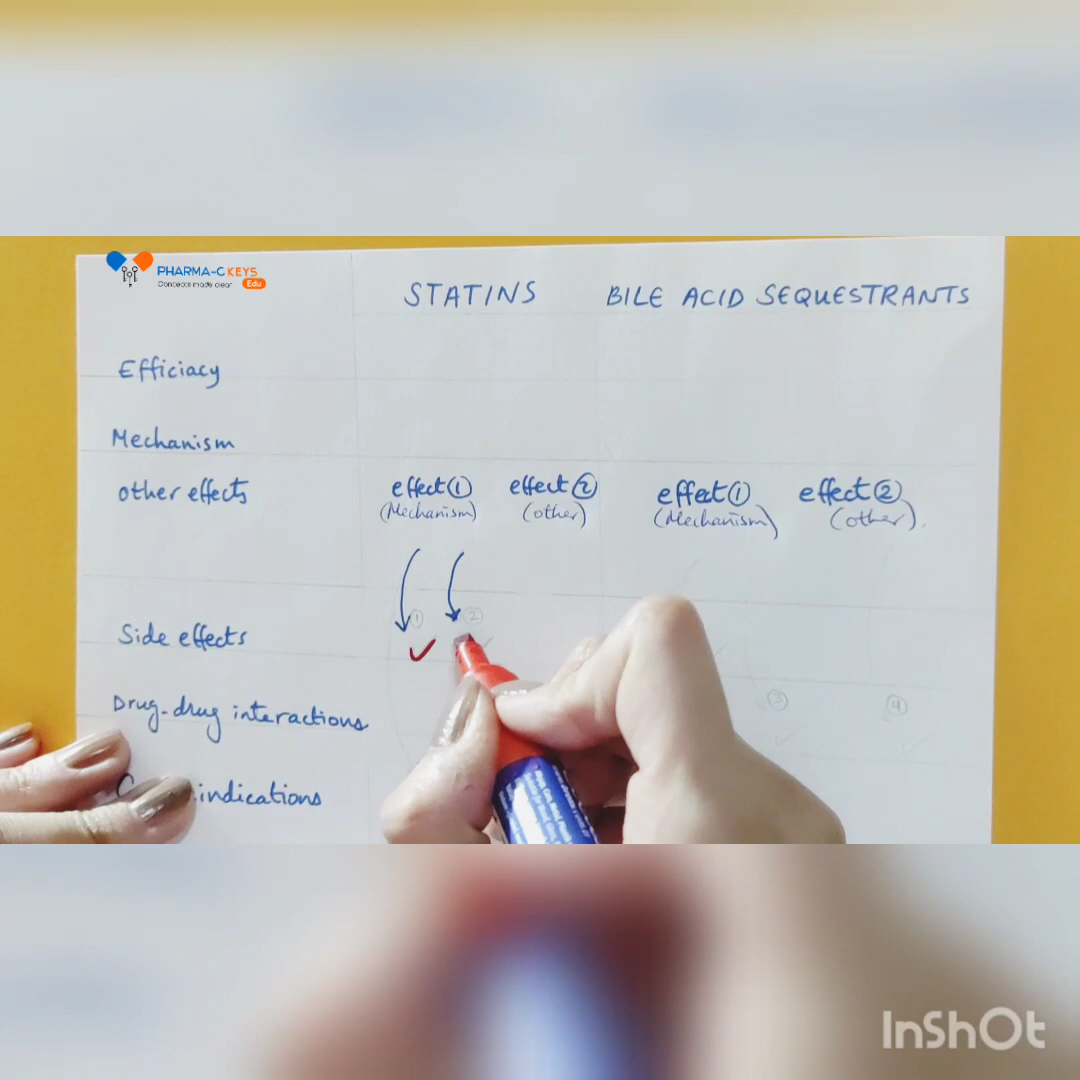 PHARMA-C KEYS
Concepts made clear Edu
STATINS BILE ACID SEQUESTRANTS
Efficiacy
Mechanism
other effects effect① effect② effect① effect②
(Mechanism) (other) (Mechanism) (other).
① ②
Side effects
Drug-drug interactions ③ ④
indications
InShOt